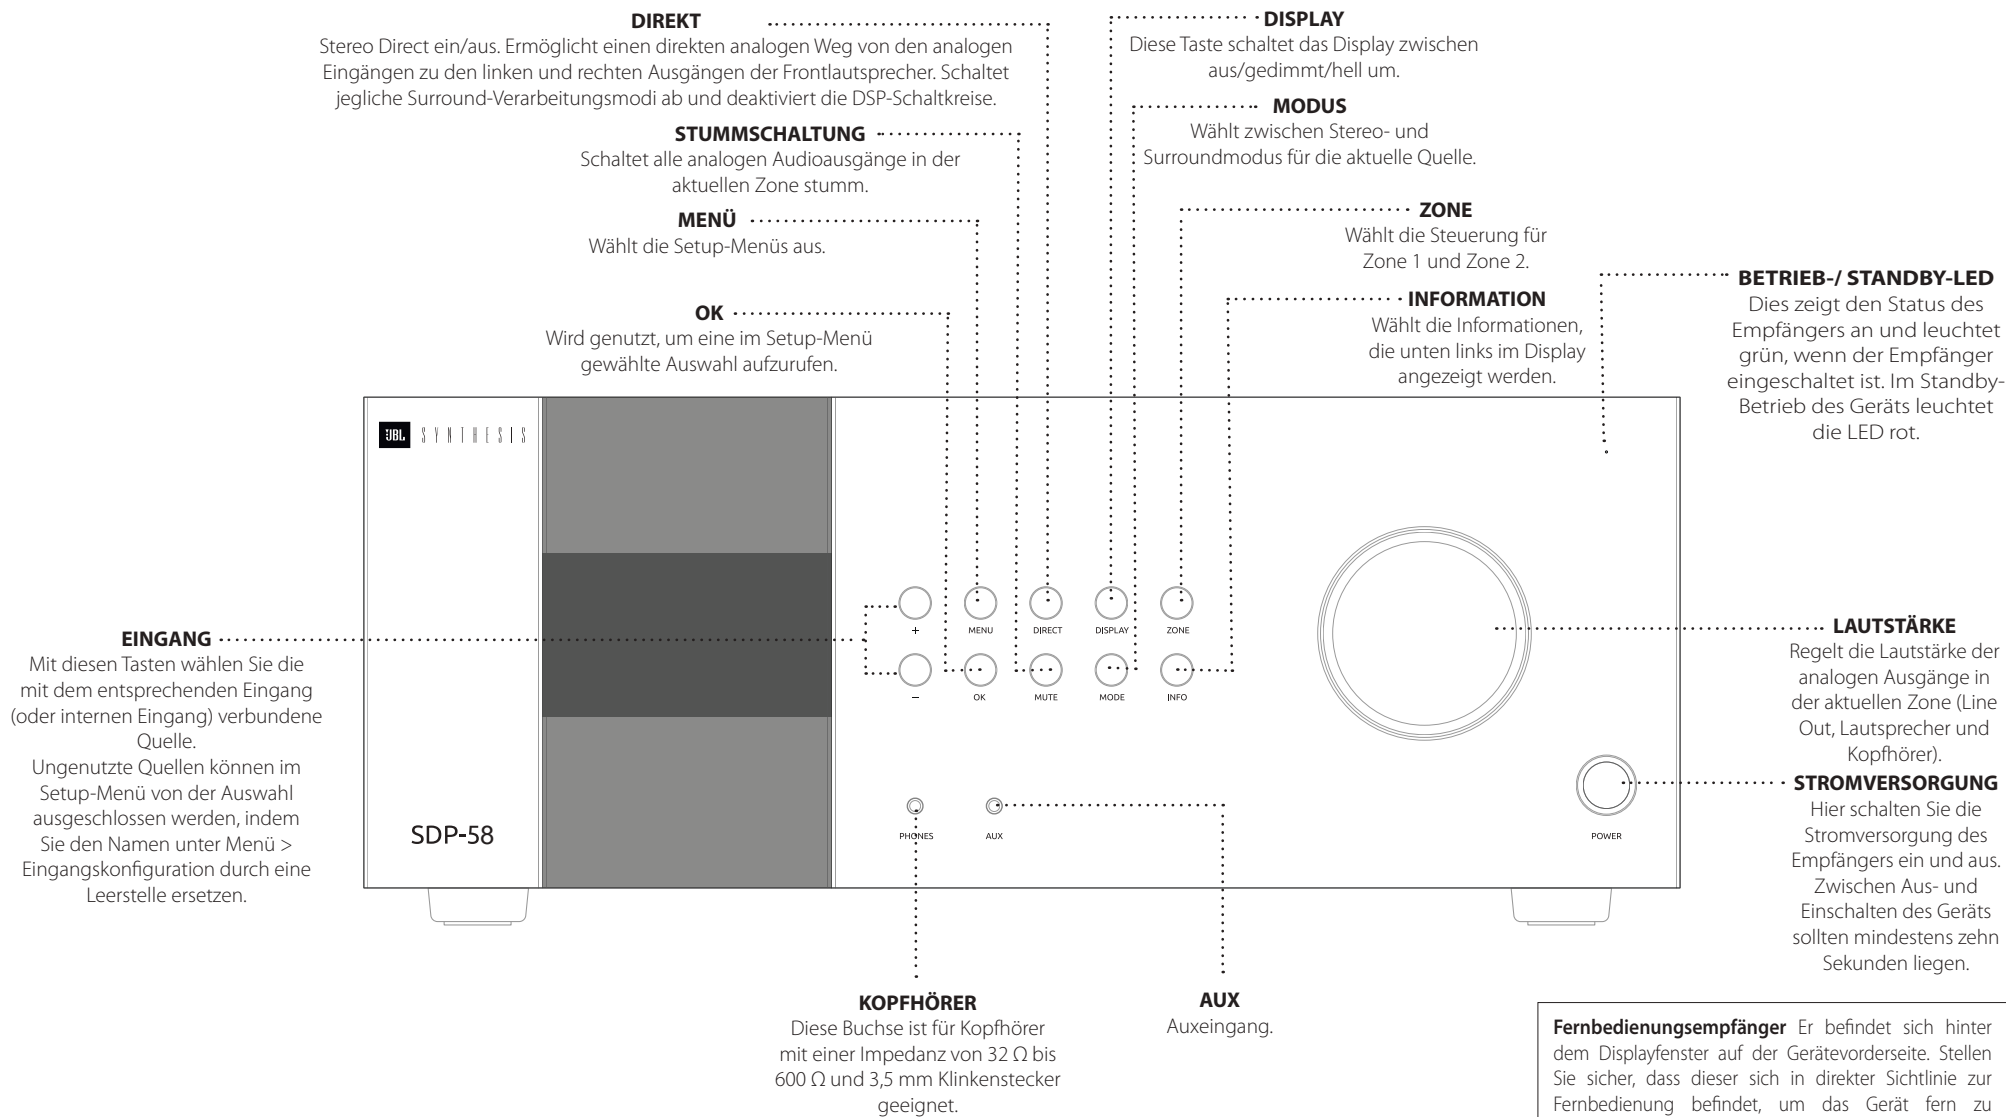 DIREKT
Stereo Direct ein/aus. Ermöglicht einen direkten analogen Weg von den analogen
Eingängen zu den linken und rechten Ausgängen der Frontlautsprecher. Schaltet
jegliche Surround-Verarbeitungsmodi ab und deaktiviert die DSP-Schaltkreise.
STUMMSCHALTUNG
Schaltet alle analogen Audioausgänge in der
aktuellen Zone stumm.
MENÜ
Wählt die Setup-Menüs aus.
OK
Wird genutzt, um eine im Setup-Menü
gewählte Auswahl aufzurufen.
DISPLAY
Diese Taste schaltet das Display zwischen
aus/gedimmt/hell um.
MODUS
Wählt zwischen Stereo- und
Surroundmodus für die aktuelle Quelle.
ZONE
Wählt die Steuerung für
Zone 1 und Zone 2.
INFORMATION
Wählt die Informationen,
die unten links im Display
angezeigt werden.
BETRIEB-/ STANDBY-LED
Dies zeigt den Status des
Empfängers an und leuchtet
grün, wenn der Empfänger
eingeschaltet ist. Im Standby-
Betrieb des Geräts leuchtet
die LED rot.
JBL SYNTHESIS
+ MENU DIRECT DISPLAY ZONE
– OK MUTE MODE INFO
PHONES AUX
POWER
SDP-58
EINGANG
Mit diesen Tasten wählen Sie die
mit dem entsprechenden Eingang
(oder internen Eingang) verbundene
Quelle.
Ungenutzte Quellen können im
Setup-Menü von der Auswahl
ausgeschlossen werden, indem
Sie den Namen unter Menü >
Eingangskonfiguration durch eine
Leerstelle ersetzen.
LAUTSTÄRKE
Regelt die Lautstärke der
analogen Ausgänge in
der aktuellen Zone (Line
Out, Lautsprecher und
Kopfhörer).
STROMVERSORGUNG
Hier schalten Sie die
Stromversorgung des
Empfängers ein und aus.
Zwischen Aus- und
Einschalten des Geräts
sollten mindestens zehn
Sekunden liegen.
KOPFHÖRER
Diese Buchse ist für Kopfhörer
mit einer Impedanz von 32 Ω bis
600 Ω und 3,5 mm Klinkenstecker
geeignet.
AUX
Auxeingang.
Fernbedienungsempfänger Er befindet sich hinter
dem Displayfenster auf der Gerätevorderseite. Stellen
Sie sicher, dass dieser sich in direkter Sichtlinie zur
Fernbedienung befindet, um das Gerät fern zu